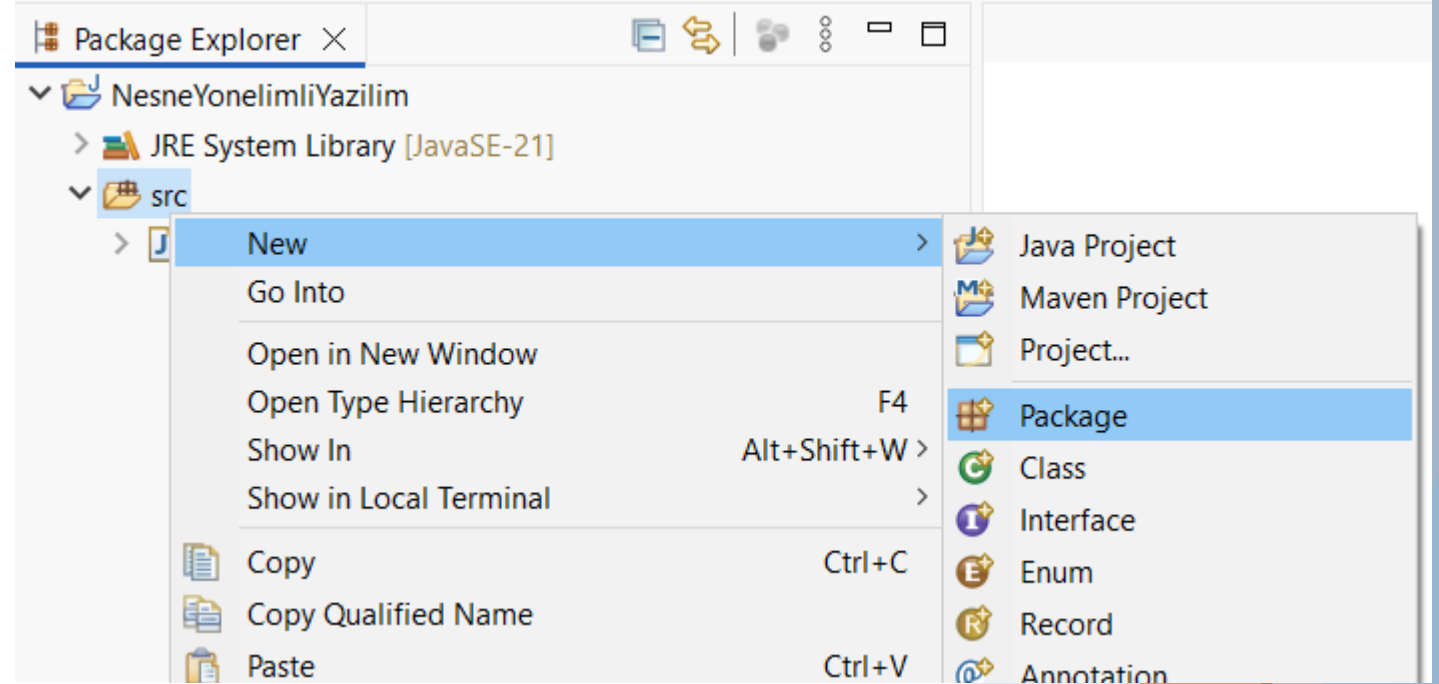 Package Explorer
NesneYonelimliYazilim
JRE System Library [JavaSE-21]
src
J
New
Go Into
Open in New Window
Open Type Hierarchy F4
Show In Alt+Shift+W
Show in Local Terminal
Copy Ctrl+C
Copy Qualified Name
Paste Ctrl+V
Java Project
Maven Project
Project...
Package
Class
Interface
Enum
Record
Annotation